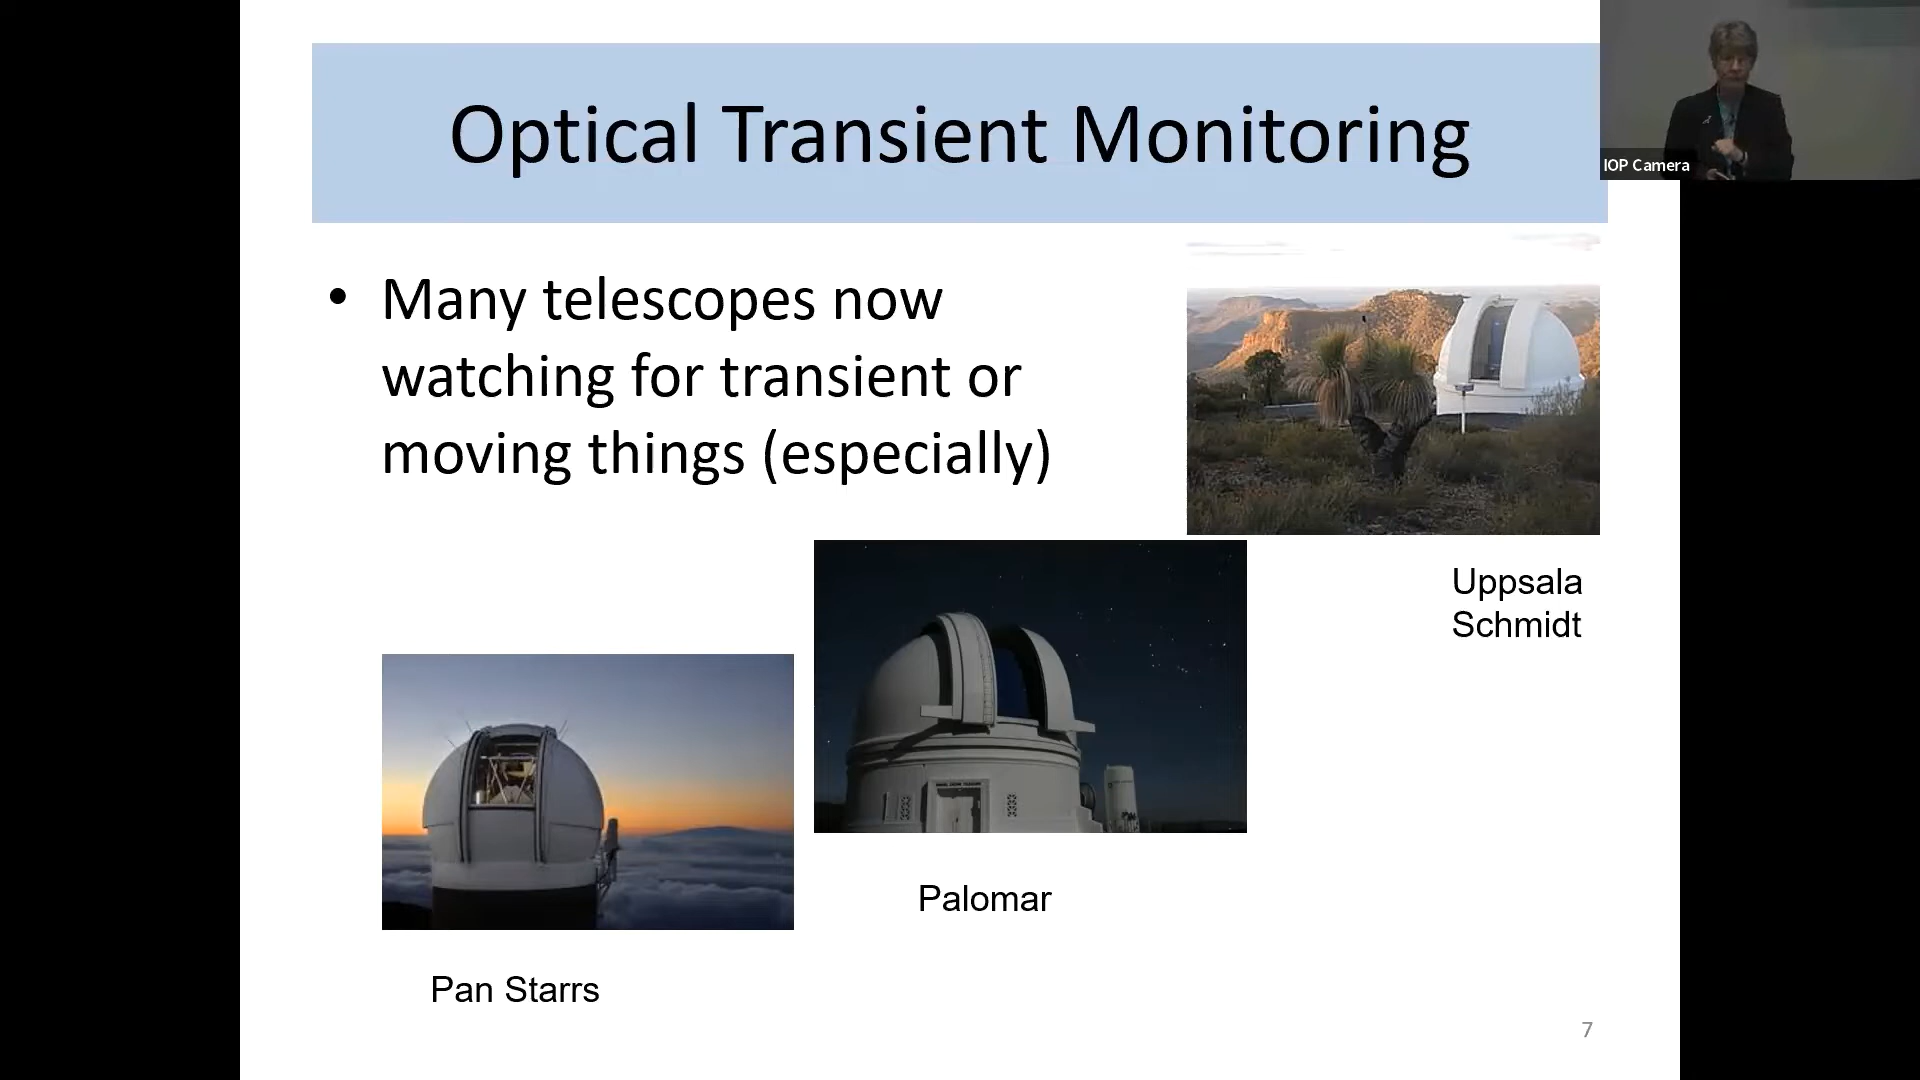 Optical Transient Monitoring
IOP Camera
• Many telescopes now
watching for transient or
moving things (especially)
Uppsala
Schmidt
Palomar
Pan Starrs
7